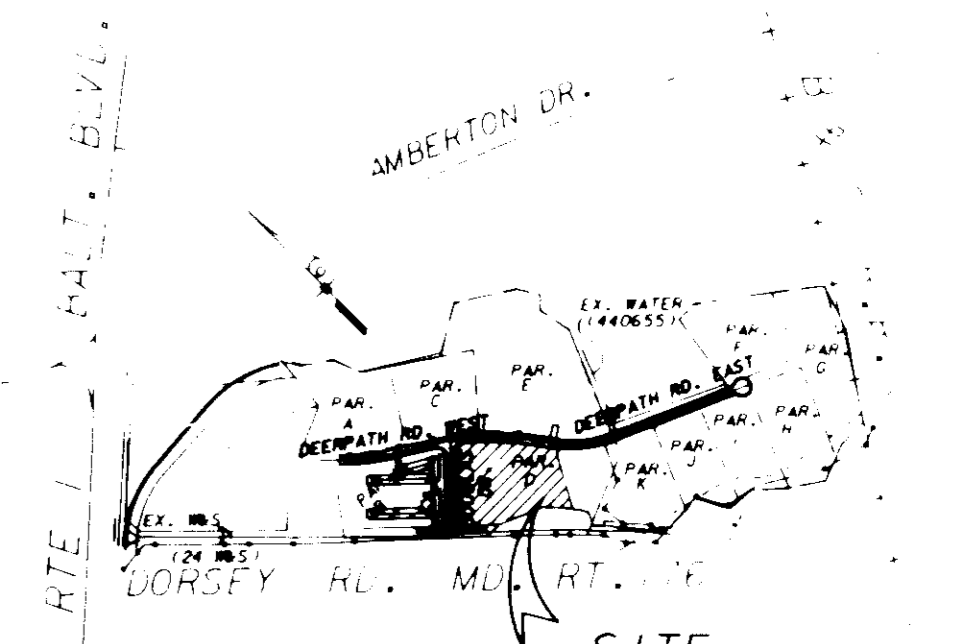 AMBERTON DR.
RTE 1 BALT. BLVD.
EX. WATER
(440655)
PAR.
F
PAR.
G
PAR.
E
PAR.
C
PAR.
A
DEERPATH RD. WEST
DEERPATH RD. EAST
PAR.
D
PAR.
J
PAR.
K
PAR.
I
PAR.
H
EX. W&S
(24 W&S)
DORSEY RD. MD. RT.
SITE